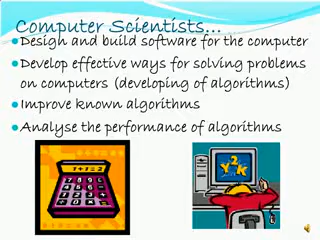 Computer Scientists...
Design and build software for the computer
Develop effective ways for solving problems
on computers (developing of algorithms)
Improve known algorithms
Analyse the performance of algorithms
Y2K